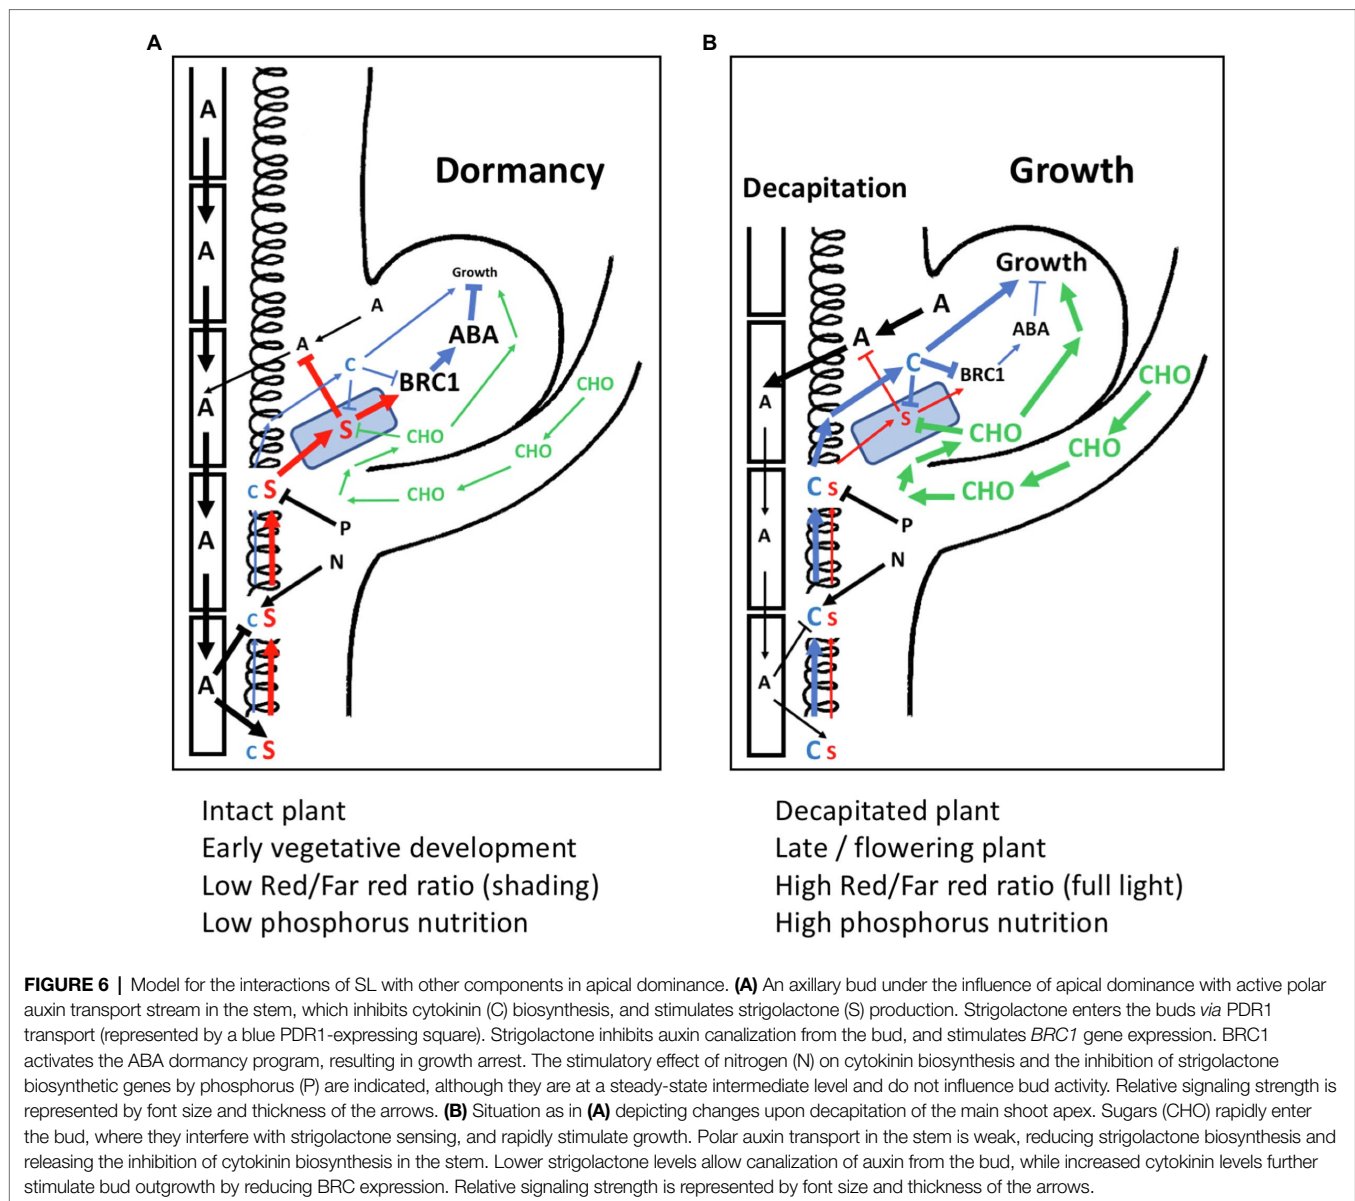 A
B
A
Dormancy
A
Growth
A
A
ABA
C
BRC1
A
CHO
S
CHO
CHO
C S
CHO
P
A
N
C S
A
C S
Decapitation
Growth
Growth
A
A
ABA
C
BRC1
CHO
A
S
CHO
CHO
C S
CHO
P
A
N
C S
A
C S
Intact plant
Early vegetative development
Low Red/Far red ratio (shading)
Low phosphorus nutrition
Decapitated plant
Late / flowering plant
High Red/Far red ratio (full light)
High phosphorus nutrition
FIGURE 6 | Model for the interactions of SL with other components in apical dominance. (A) An axillary bud under the influence of apical dominance with active polar
auxin transport stream in the stem, which inhibits cytokinin (C) biosynthesis, and stimulates strigolactone (S) production. Strigolactone enters the buds via PDR1
transport (represented by a blue PDR1-expressing square). Strigolactone inhibits auxin canalization from the bud, and stimulates BRC1 gene expression. BRC1
activates the ABA dormancy program, resulting in growth arrest. The stimulatory effect of nitrogen (N) on cytokinin biosynthesis and the inhibition of strigolactone
biosynthetic genes by phosphorus (P) are indicated, although they are at a steady-state intermediate level and do not influence bud activity. Relative signaling strength is
represented by font size and thickness of the arrows. (B) Situation as in (A) depicting changes upon decapitation of the main shoot apex. Sugars (CHO) rapidly enter
the bud, where they interfere with strigolactone sensing, and rapidly stimulate growth. Polar auxin transport in the stem is weak, reducing strigolactone biosynthesis and
releasing the inhibition of cytokinin biosynthesis in the stem. Lower strigolactone levels allow canalization of auxin from the bud, while increased cytokinin levels further
stimulate bud outgrowth by reducing BRC expression. Relative signaling strength is represented by font size and thickness of the arrows.